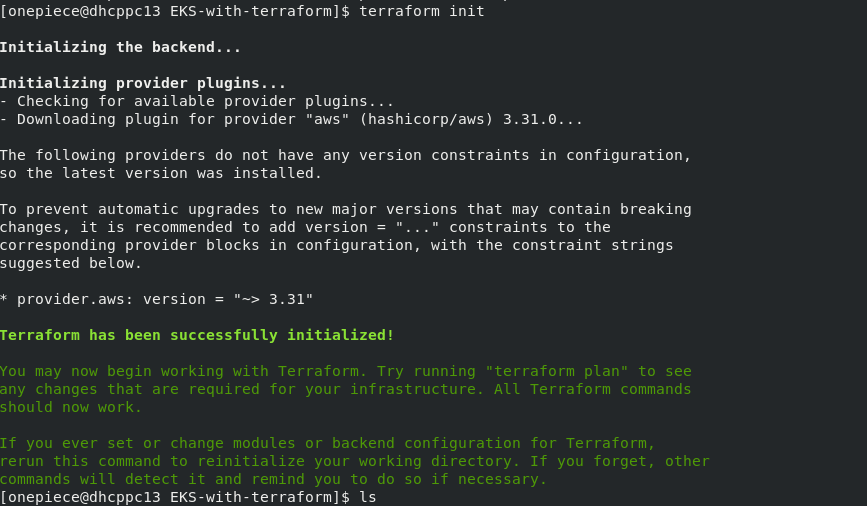 [onepiece@dhcppc13 EKS-with-terraform]$ terraform init
Initializing the backend...
Initializing provider plugins...
- Checking for available provider plugins...
- Downloading plugin for provider "aws" (hashicorp/aws) 3.31.0...
The following providers do not have any version constraints in configuration,
so the latest version was installed.
To prevent automatic upgrades to new major versions that may contain breaking
changes, it is recommended to add version = "..." constraints to the
corresponding provider blocks in configuration, with the constraint strings
suggested below.
* provider.aws: version = "~> 3.31"
Terraform has been successfully initialized!
You may now begin working with Terraform. Try running "terraform plan" to see
any changes that are required for your infrastructure. All Terraform commands
should now work.
If you ever set or change modules or backend configuration for Terraform,
rerun this command to reinitialize your working directory. If you forget, other
commands will detect it and remind you to do so if necessary.
[onepiece@dhcppc13 EKS-with-terraform]$ ls